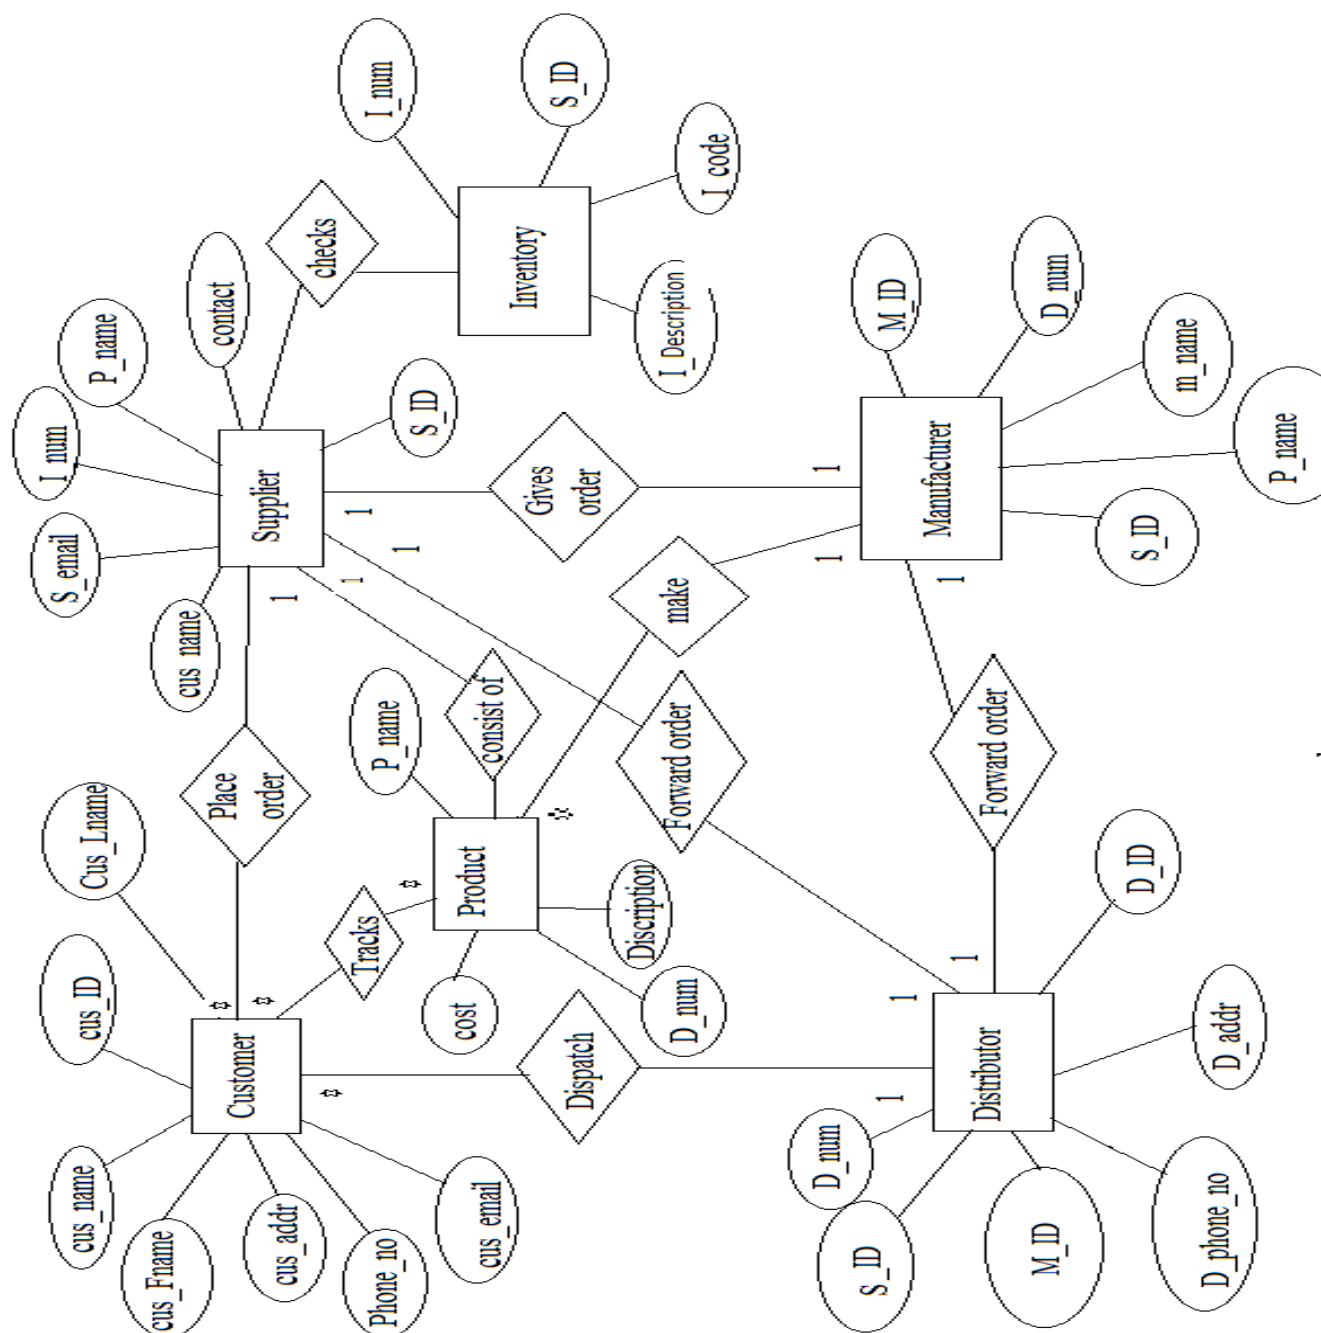 cus_name
cus_ID
Cus_Lname
cus_Fname
cus_addr
Phone_no
cus_email
Customer
*
*
*
Place
order
1
cus_name
S_email
I_num
P_name
contact
S_ID
Supplier
1
1
1
checks
I_num
S_ID
I_code
I_Description
Inventory
Tracks
*
cost
Product
P_name
D_num
Discription
*
consist of
Gives
order
1
make
1
Dispatch
1
Forward order
1
Manufacturer
M_ID
D_num
m_name
P_name
S_ID
1
Forward order
1
Distributor
D_num
S_ID
M_ID
D_phone_no
D_addr
D_ID